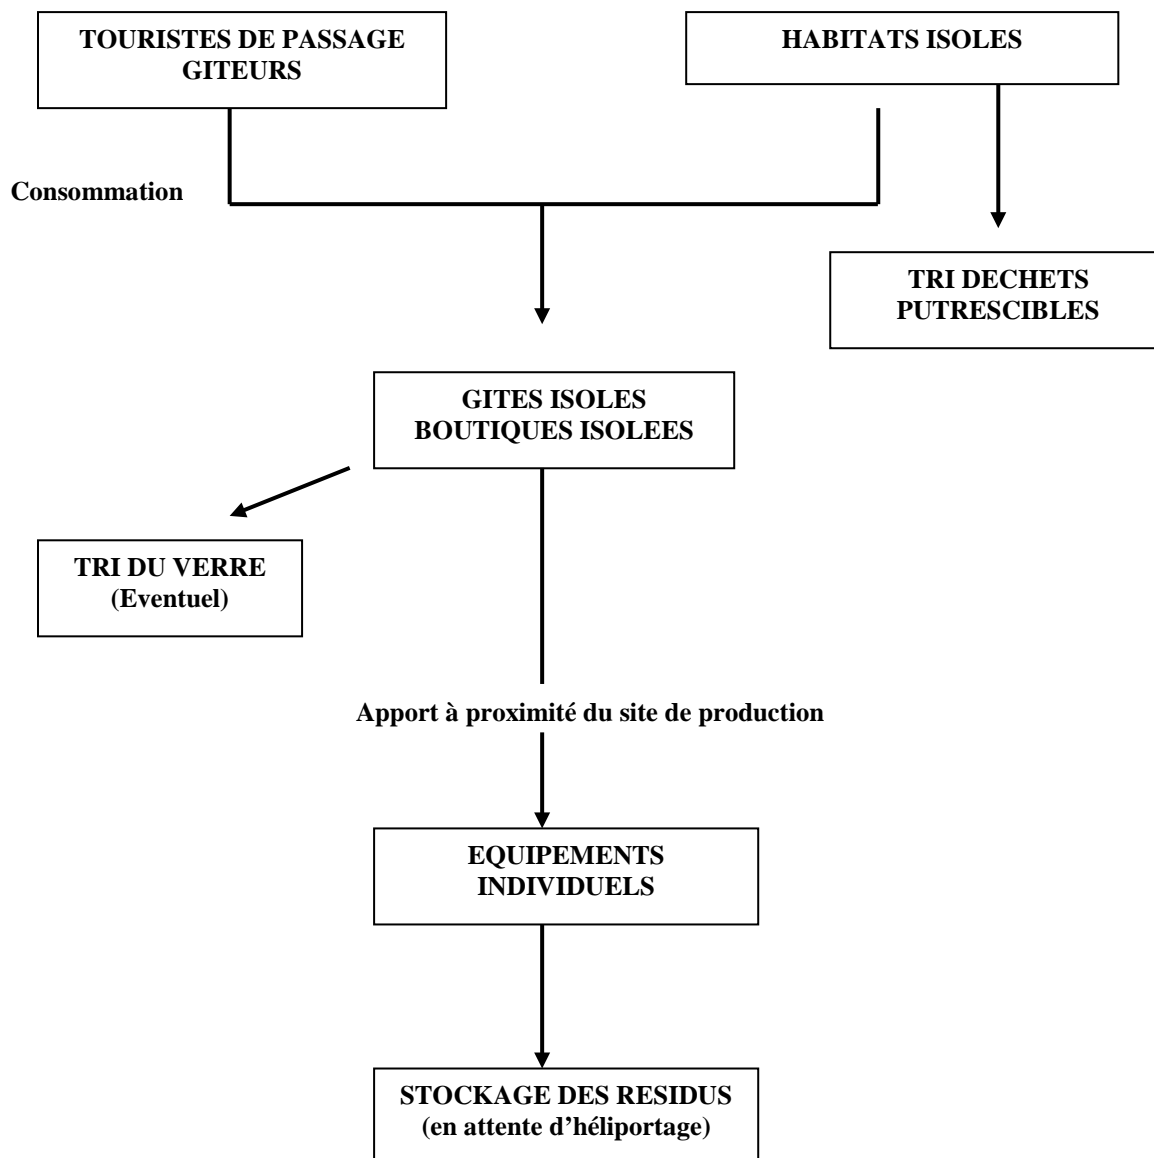 TOURISTES DE PASSAGE
GITEURS
HABITATS ISOLES
Consommation
TRI DECHETS
PUTRESCIBLES
GITES ISOLES
BOUTIQUES ISOLEES
TRI DU VERRE
(Eventuel)
Apport à proximité du site de production
EQUIPEMENTS
INDIVIDUELS
STOCKAGE DES RESIDUS
(en attente d’héliportage)